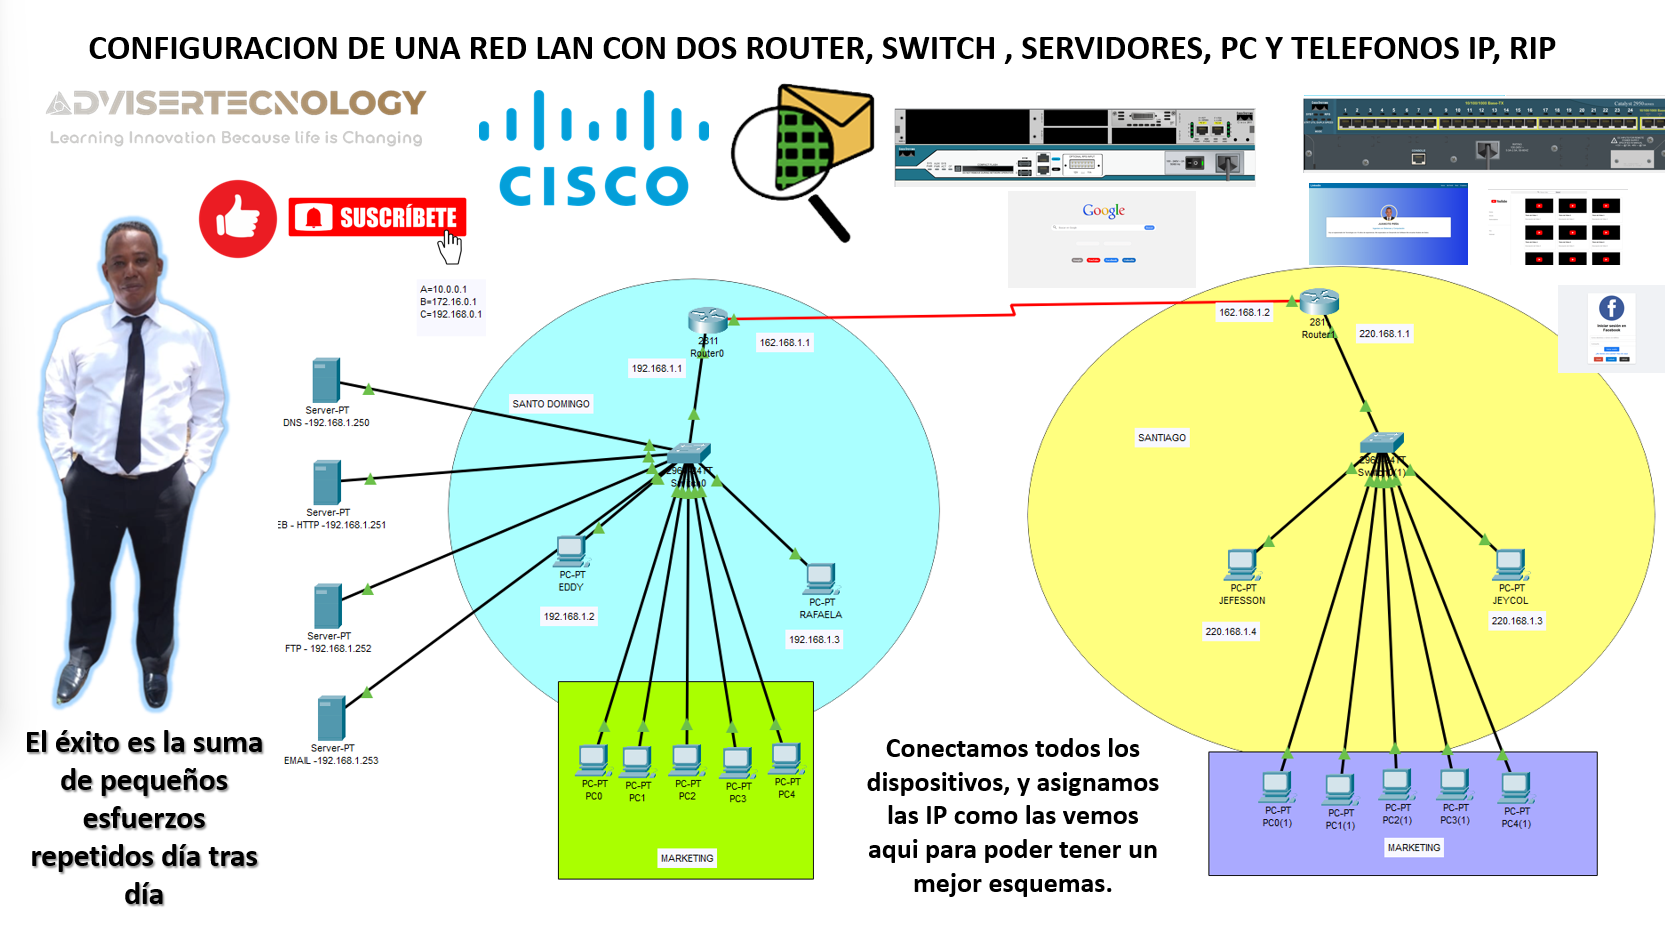 CONFIGURACION DE UNA RED LAN CON DOS ROUTER, SWITCH , SERVIDORES, PC Y TELEFONOS IP, RIP
ADVISERTECNOLOGY
Learning Innovation Because life is Changing
SUSCRÍBETE
CISCO
Google
Catalyst 2950
Iniciar sesión en
Facebook
A=10.0.0.1
B=172.16.0.1
C=192.168.0.1
2811
Router0
162.168.1.1
192.168.1.1
SANTO DOMINGO
Server-PT
DNS -192.168.1.250
Server-PT
EB - HTTP -192.168.1.251
Server-PT
FTP - 192.168.1.252
Server-PT
EMAIL -192.168.1.253
Switch0
PC-PT
EDDY
192.168.1.2
PC-PT
RAFAELA
192.168.1.3
PC-PT
PC0
PC-PT
PC1
PC-PT
PC2
PC-PT
PC3
PC-PT
PC4
MARKETING
162.168.1.2
281
Router1
220.168.1.1
SANTIAGO
Switch0(1)
PC-PT
JEFESSON
220.168.1.4
PC-PT
JEYCOL
220.168.1.3
PC-PT
PC0(1)
PC-PT
PC1(1)
PC-PT
PC2(1)
PC-PT
PC3(1)
PC-PT
PC4(1)
MARKETING
El éxito es la suma
de pequeños
esfuerzos
repetidos día tras
día
Conectamos todos los
dispositivos, y asignamos
las IP como las vemos
aqui para poder tener un
mejor esquemas.